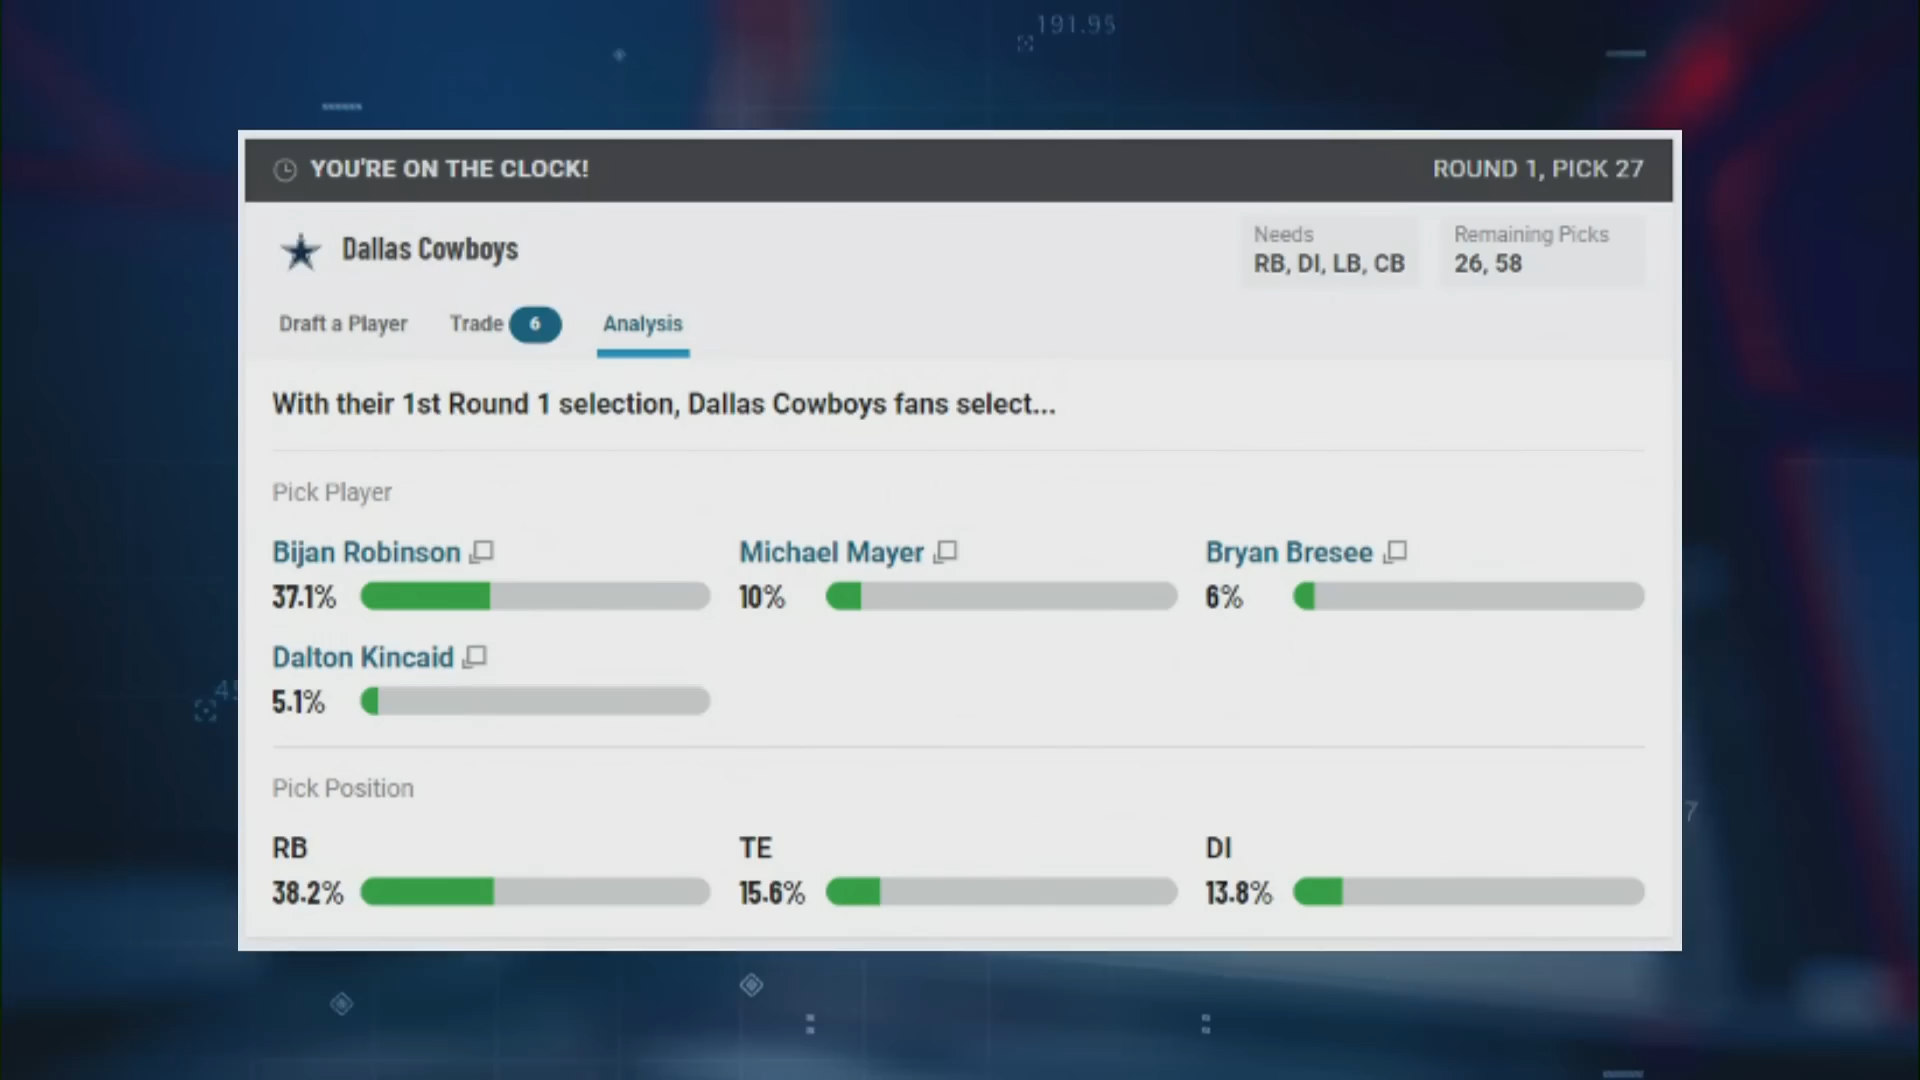 191.95
YOU'RE ON THE CLOCK!
ROUND 1, PICK 27
Dallas Cowboys
Needs
RB, DI, LB, CB
Remaining Picks
26, 58
Draft a Player
Trade 6
Analysis
With their 1st Round 1 selection, Dallas Cowboys fans select...
Pick Player
Bijan Robinson
Michael Mayer
Bryan Bresee
37.1%
10%
6%
Dalton Kincaid
5.1%
Pick Position
RB
TE
DI
38.2%
15.6%
13.8%